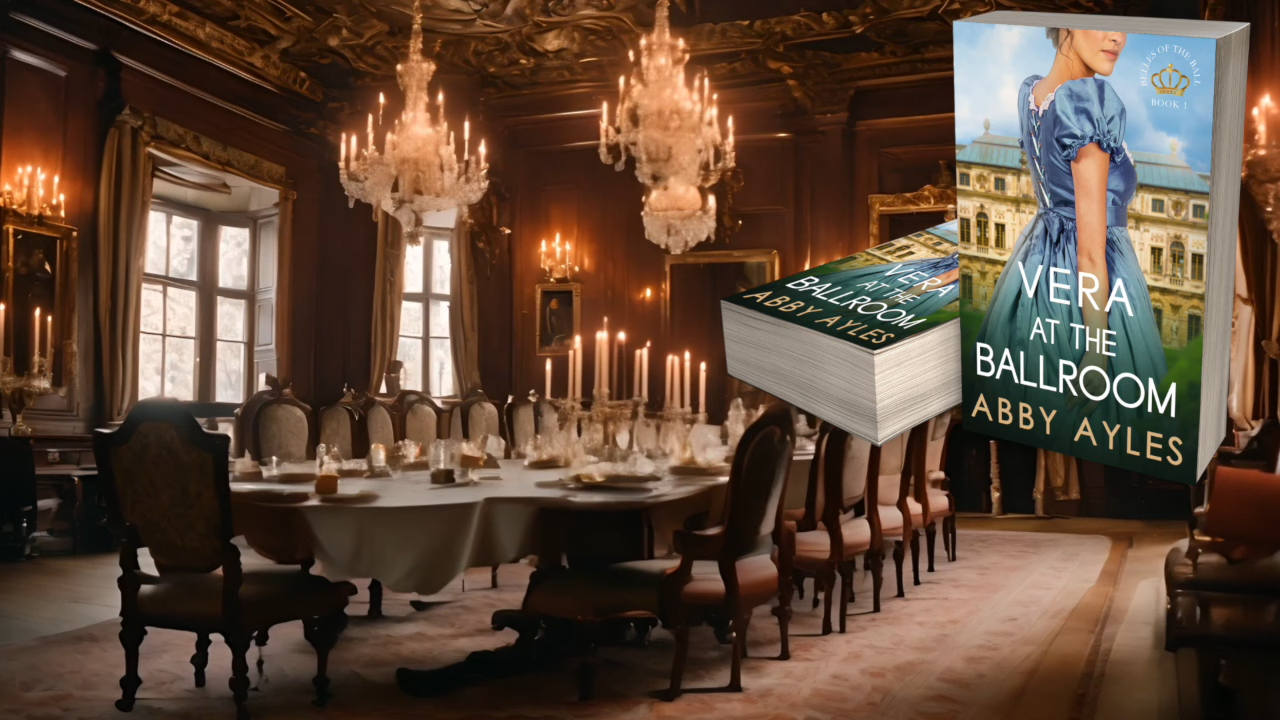 BELLES OF THE BALL
BOOK 1
VERA
AT THE
BALLROOM
ABBY AYLES
VERA
AT THE
BALLROOM
ABBY AYLES